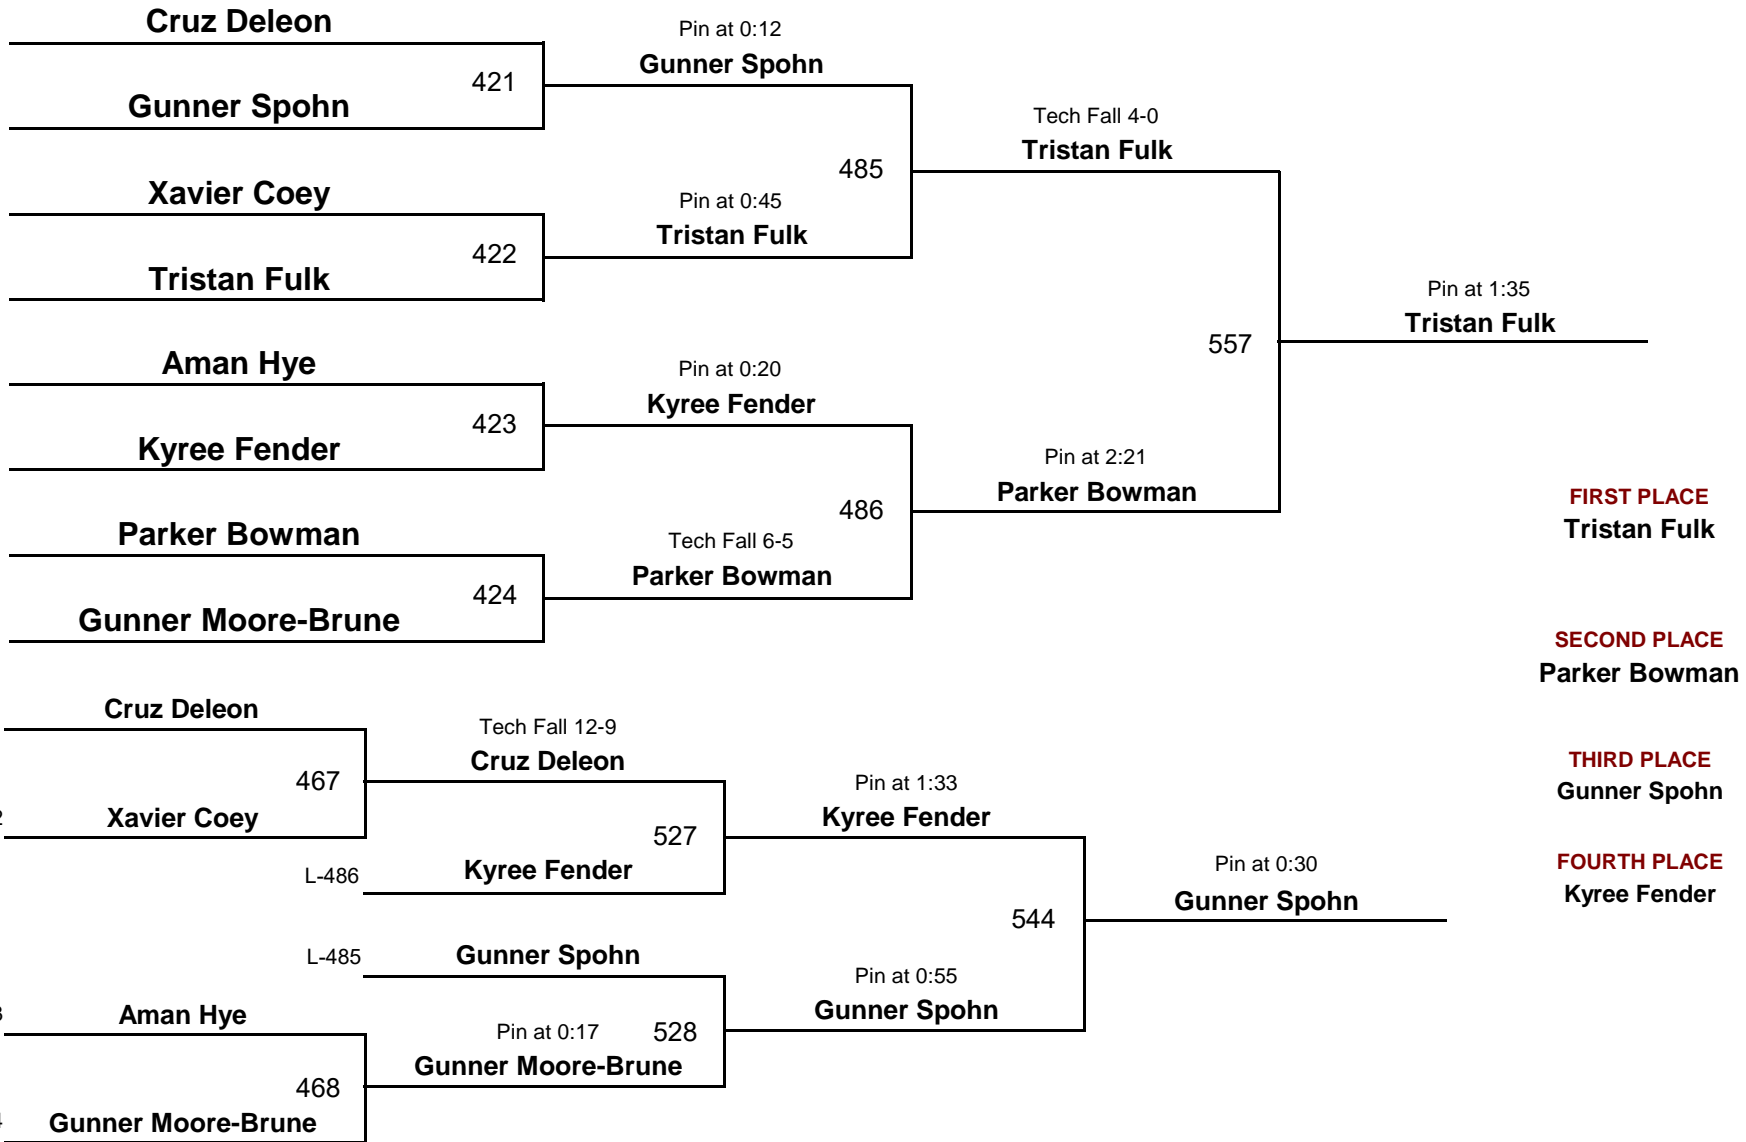 Cruz Deleon
Pin at 0:12
Gunner Spohn
421
Gunner Spohn
Tech Fall 4-0
Tristan Fulk
485
Xavier Coey
Pin at 0:45
Tristan Fulk
422
Tristan Fulk
Pin at 1:35
Tristan Fulk
557
Aman Hye
Pin at 0:20
Kyree Fender
423
Kyree Fender
Pin at 2:21
Parker Bowman
486
Parker Bowman
Tech Fall 6-5
Parker Bowman
424
Gunner Moore-Brune
FIRST PLACE
Tristan Fulk
SECOND PLACE
Parker Bowman
THIRD PLACE
Gunner Spohn
FOURTH PLACE
Kyree Fender
Cruz Deleon
Tech Fall 12-9
Cruz Deleon
467
Xavier Coey
Pin at 1:33
Kyree Fender
527
L-486
Kyree Fender
Pin at 0:30
Gunner Spohn
544
L-485
Gunner Spohn
Pin at 0:55
Gunner Spohn
Aman Hye
Pin at 0:17
528
Gunner Moore-Brune
468
Gunner Moore-Brune